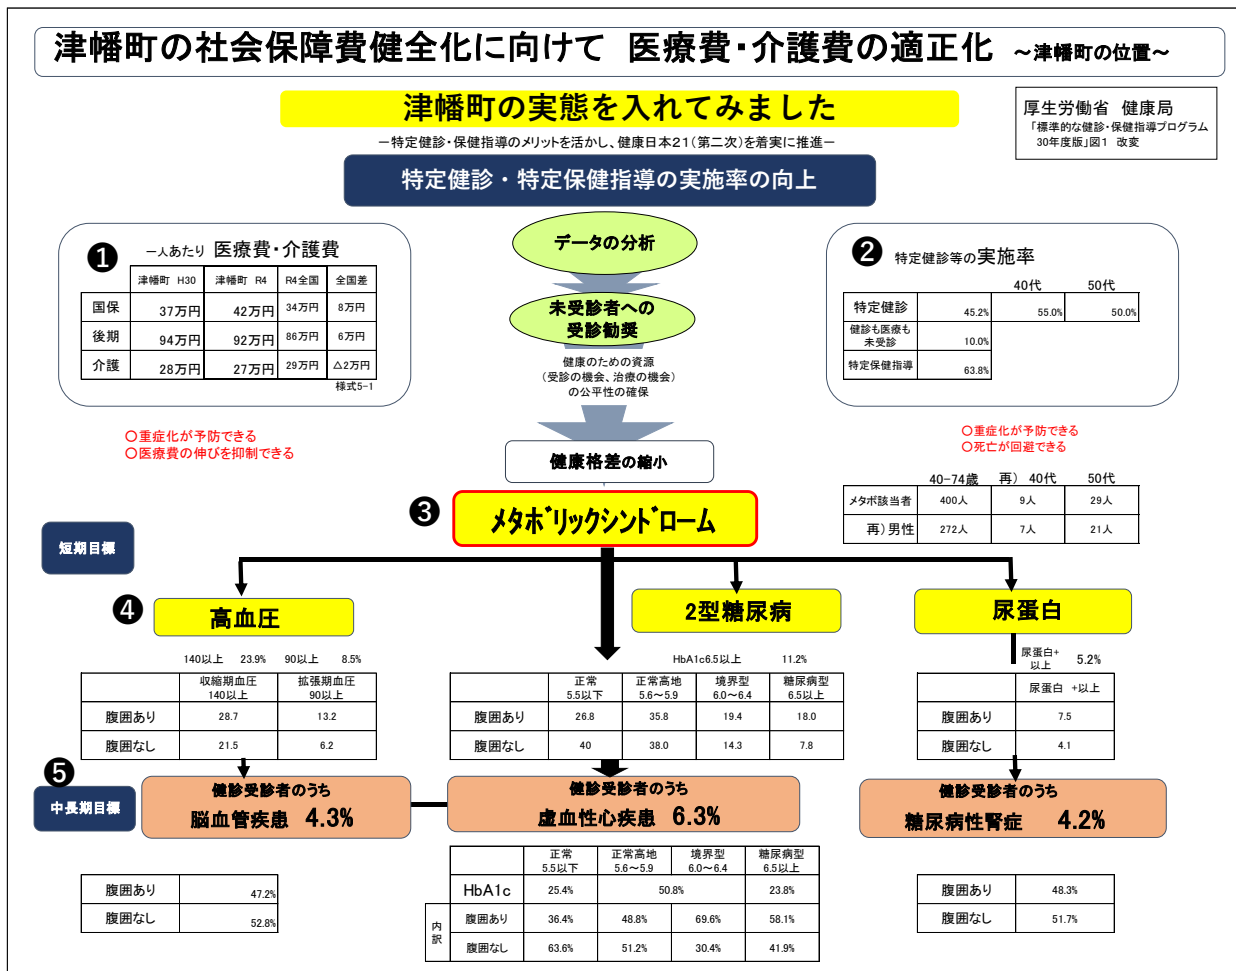 津幡町の社会保障費健全化に向けて 医療費・介護費の適正化 ～津幡町の位置～
津幡町の実態を入れてみました
－特定健診・保健指導のメリットを活かし、健康日本21(第二次)を着実に推進－
厚生労働省 健康局
「標準的な健診・保健指導プログラム
30年度版」図1 改変
特定健診・特定保健指導の実施率の向上
❶ 一人あたり 医療費・介護費
津幡町 H30 津幡町 R4 R4全国 全国差
国保 37万円 42万円 34万円 8万円
後期 94万円 92万円 86万円 6万円
介護 28万円 27万円 29万円 △2万円
様式5-1
○重症化が予防できる
○医療費の伸びを抑制できる
データの分析
未受診者への
受診勧奨
健康のための資源
(受診の機会、治療の機会)
の公平性の確保
健康格差の縮小
❷ 特定健診等の実施率
40代 50代
特定健診 45.2% 55.0% 50.0%
健診も医療も
未受診 10.0%
特定保健指導 63.8%
○重症化が予防できる
○死亡が回避できる
40-74歳 再) 40代 50代
メタボ該当者 400人 9人 29人
再)男性 272人 7人 21人
❸ メタボリックシンドローム
短期目標
❹ 高血圧
2型糖尿病
尿蛋白
140以上 23.9% 90以上 8.5%
収縮期血圧
140以上
拡張期血圧
90以上
腹囲あり 28.7 13.2
腹囲なし 21.5 6.2
HbA1c6.5以上 11.2%
正常
5.5以下
正常高地
5.6～5.9
境界型
6.0～6.4
糖尿病型
6.5以上
腹囲あり 26.8 35.8 19.4 18.0
腹囲なし 40 38.0 14.3 7.8
尿蛋白+
以上 5.2%
尿蛋白 +以上
腹囲あり 7.5
腹囲なし 4.1
❺
中長期目標
健診受診者のうち
脳血管疾患 4.3%
健診受診者のうち
虚血性心疾患 6.3%
健診受診者のうち
糖尿病性腎症 4.2%
腹囲あり 47.2%
腹囲なし 52.8%
正常
5.5以下
正常高地
5.6～5.9
境界型
6.0～6.4
糖尿病型
6.5以上
HbA1c 25.4% 50.8% 23.8%
内訳
腹囲あり 36.4% 48.8% 69.6% 58.1%
腹囲なし 63.6% 51.2% 30.4% 41.9%
腹囲あり 48.3%
腹囲なし 51.7%